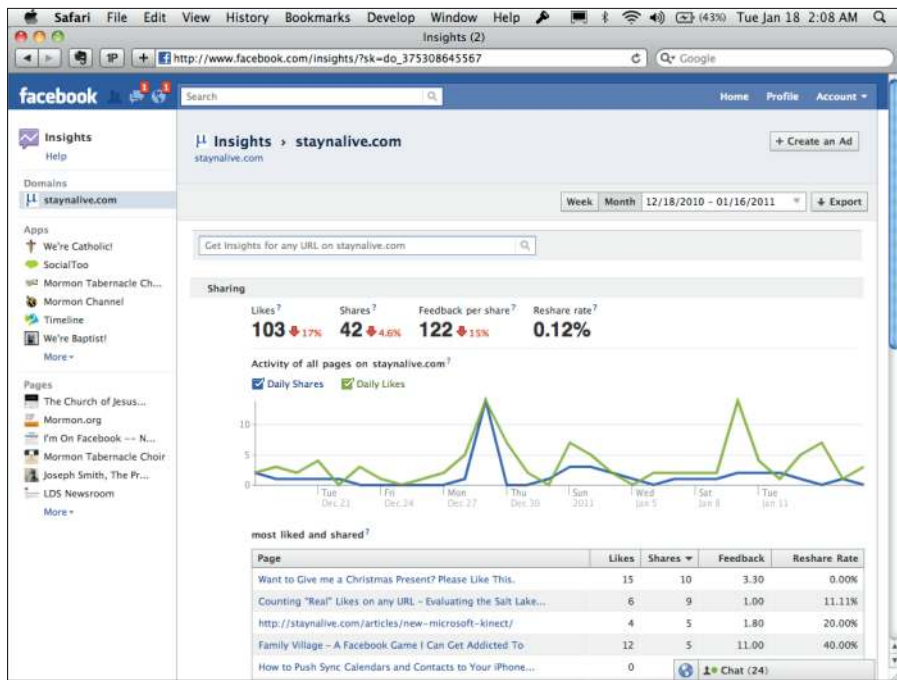 Safari File Edit View History Bookmarks Develop Window Help (43%) Tue Jan 18 2:08 AM
Insights (2)
1P + http://www.facebook.com/insights/?sk=do_375308645567 Google
facebook 1 1 Search Home Profile Account
Insights
Help
Domains
µ staynalive.com
Apps
We're Catholic!
SocialToo
Mormon Tabernacle Ch...
Mormon Channel
Timeline
We're Baptist!
More
Pages
The Church of Jesus...
Mormon.org
I'm On Facebook -- N...
Mormon Tabernacle Choir
Joseph Smith, The Pr...
LDS Newsroom
More
µ Insights › staynalive.com
staynalive.com
+ Create an Ad
Week Month 12/18/2010 - 01/16/2011 Export
Get Insights for any URL on staynalive.com
Sharing
Likes? Shares? Feedback per share? Reshare rate?
103 17% 42 4.6% 122 15% 0.12%
Activity of all pages on staynalive.com?
Daily Shares Daily Likes
10
5
0
Tue Fri Mon Thu Sun Wed Sat Tue
Dec 21 Dec 24 Dec 27 Dec 30 2011 Jan 5 Jan 8 Jan 11
most liked and shared?
Page Likes Shares Feedback Reshare Rate
Want to Give me a Christmas Present? Please Like This. 15 10 3.30 0.00%
Counting "Real" Likes on any URL - Evaluating the Salt Lake... 6 9 1.00 11.11%
http://staynalive.com/articles/new-microsoft-kinect/ 4 5 1.80 20.00%
Family Village - A Facebook Game I Can Get Addicted To 12 5 11.00 40.00%
How to Push Sync Calendars and Contacts to Your iPhone... 0
Chat (24)